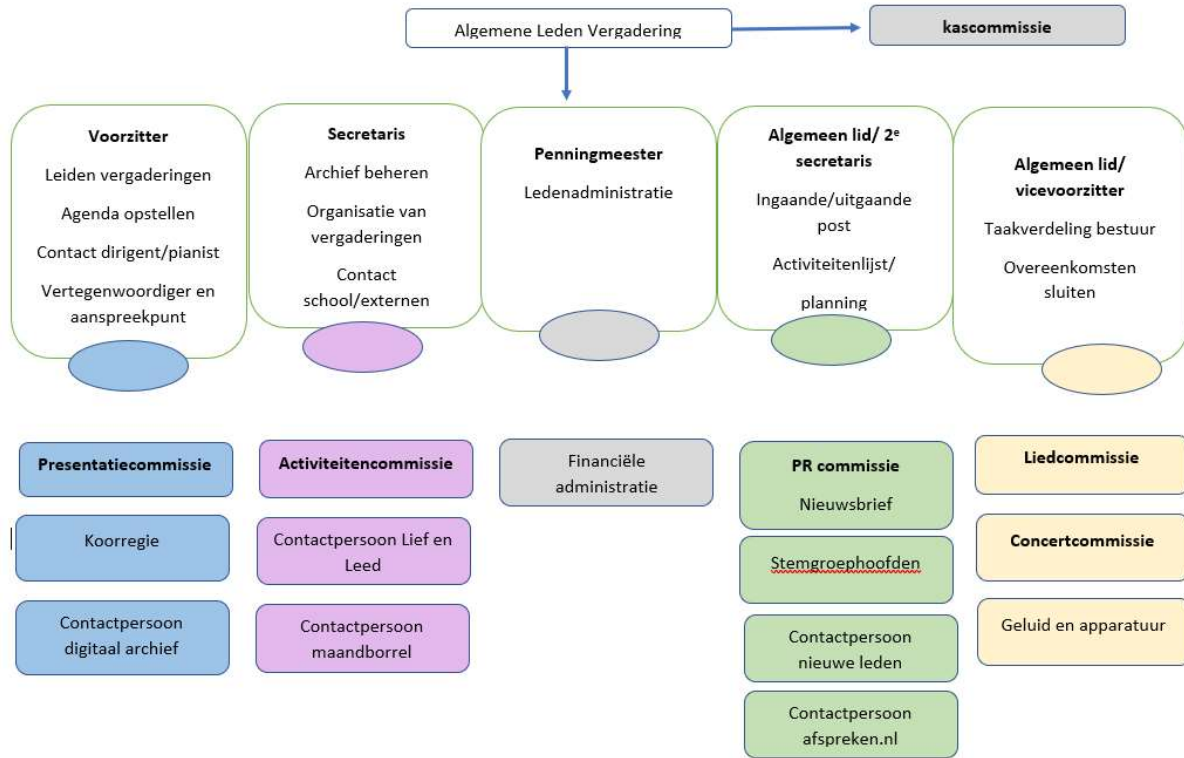 Algemene Leden Vergadering
kascommissie
Voorzitter
Leiden vergaderingen
Agenda opstellen
Contact dirigent/pianist
Vertegenwoordiger en
aanspreekpunt
Secretaris
Archief beheren
Organisatie van
vergaderingen
Contact
school/externen
Penningmeester
Ledenadministratie
Algemeen lid/ 2e
secretaris
Ingaande/uitgaande
post
Activiteitenlijst/
planning
Algemeen lid/
vicevoorzitter
Taakverdeling bestuur
Overeenkomsten
sluiten
Presentatiecommissie
Koorregie
Contactpersoon
digitaal archief
Activiteitencommissie
Contactpersoon Lief en
Leed
Contactpersoon
maandborrel
Financiële
administratie
PR commissie
Nieuwsbrief
Stemgroephoofden
Contactpersoon
nieuwe leden
Contactpersoon
afspreken.nl
Liedcommissie
Concertcommissie
Geluid en apparatuur